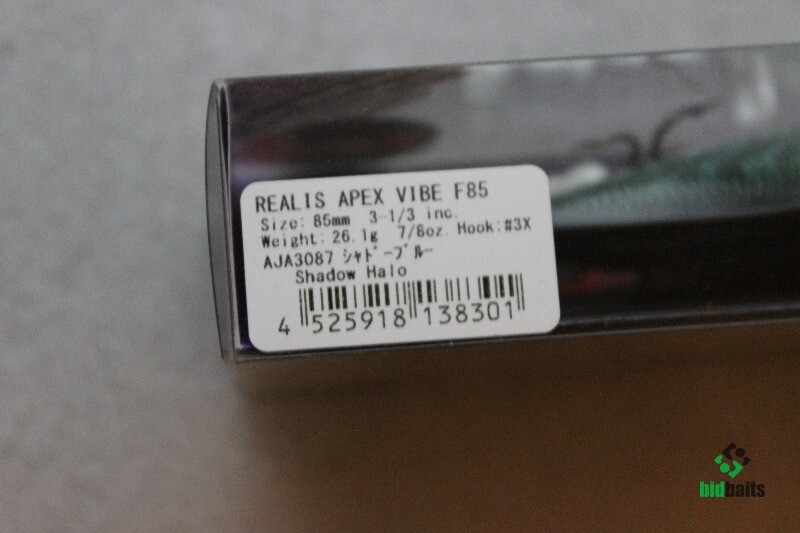 REALIS APEX VIBE F85
Size: 85mm 3-1/3 inc.
Weight: 26.1g 7/8oz. Hook:#3X
AJA3087 ｼｬﾄﾞｰﾌﾞﾙｰ
Shadow Halo
4 525918 138301
bidbaits